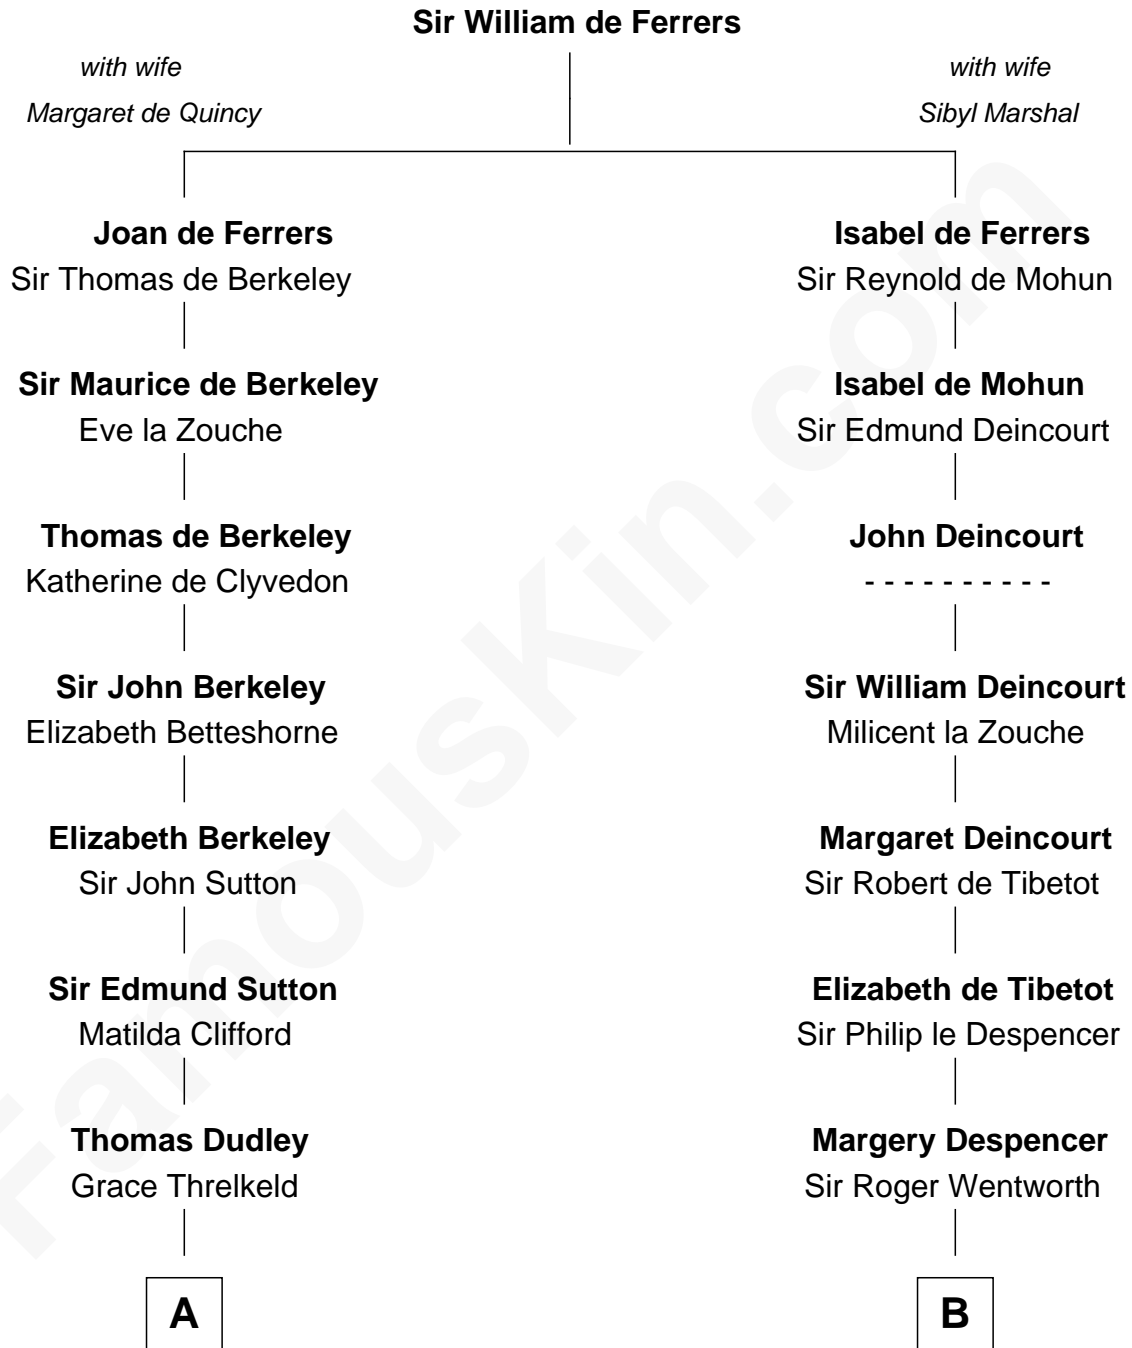 Sir William de Ferrers
with wife
Margaret de Quincy
with wife
Sibyl Marshal
Joan de Ferrers
Sir Thomas de Berkeley
Isabel de Ferrers
Sir Reynold de Mohun
Sir Maurice de Berkeley
Eve la Zouche
Isabel de Mohun
Sir Edmund Deincourt
Thomas de Berkeley
Katherine de Clyvedon
John Deincourt
- - - - - - - - - -
Sir John Berkeley
Elizabeth Betteshorne
Sir William Deincourt
Milicent la Zouche
Elizabeth Berkeley
Sir John Sutton
Margaret Deincourt
Sir Robert de Tibetot
Sir Edmund Sutton
Matilda Clifford
Elizabeth de Tibetot
Sir Philip le Despencer
Thomas Dudley
Grace Threlkeld
Margery Despencer
Sir Roger Wentworth
A
B
FamousKin.com